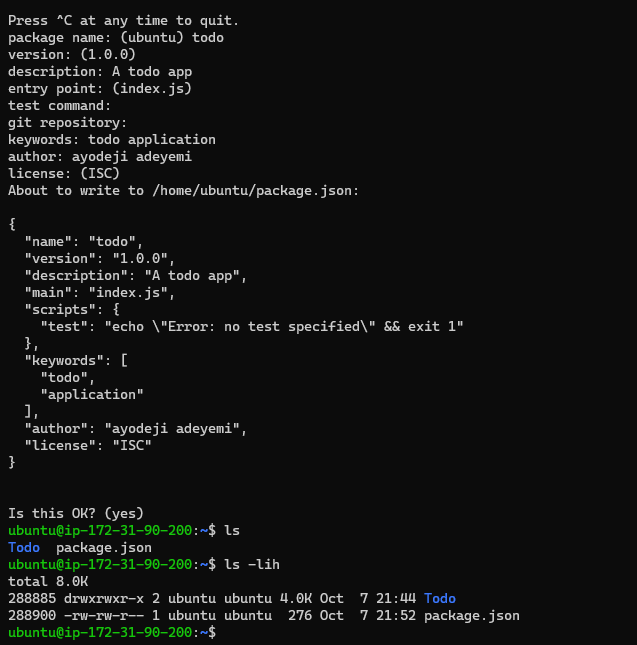 Press ^C at any time to quit.
package name: (ubuntu) todo
version: (1.0.0)
description: A todo app
entry point: (index.js)
test command:
git repository:
keywords: todo application
author: ayodeji adeyemi
license: (ISC)
About to write to /home/ubuntu/package.json:

{
  "name": "todo",
  "version": "1.0.0",
  "description": "A todo app",
  "main": "index.js",
  "scripts": {
    "test": "echo \"Error: no test specified\" && exit 1"
  },
  "keywords": [
    "todo",
    "application"
  ],
  "author": "ayodeji adeyemi",
  "license": "ISC"
}


Is this OK? (yes)
ubuntu@ip-172-31-90-200:~$ ls
Todo  package.json
ubuntu@ip-172-31-90-200:~$ ls -lih
total 8.0K
288885 drwxrwxr-x 2 ubuntu ubuntu 4.0K Oct  7 21:44 Todo
288900 -rw-rw-r-- 1 ubuntu ubuntu  276 Oct  7 21:52 package.json
ubuntu@ip-172-31-90-200:~$